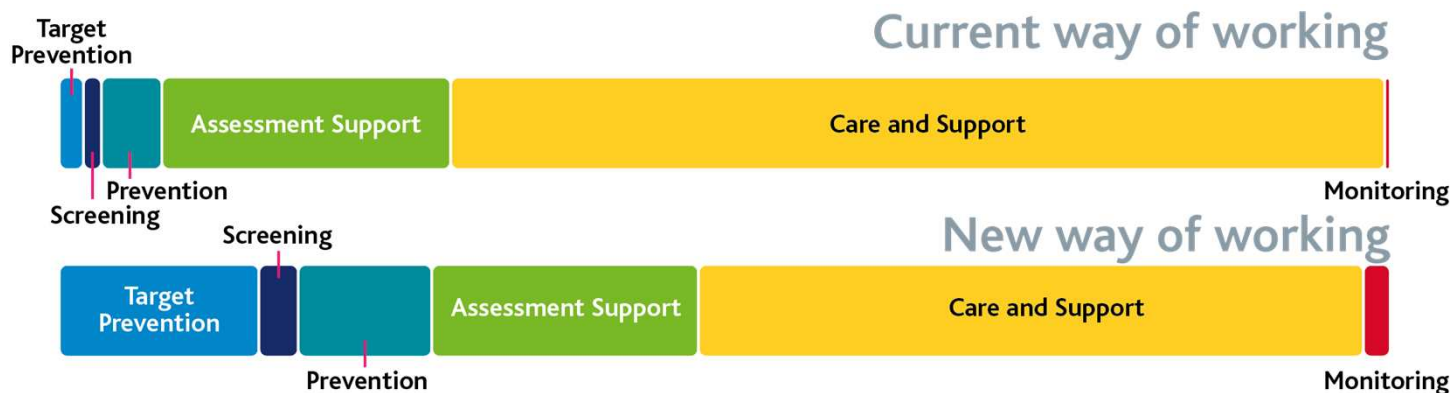 Current way of working
Target
Prevention
Assessment Support
Care and Support
Prevention
Screening
Monitoring
New way of working
Screening
Target
Prevention
Assessment Support
Care and Support
Prevention
Monitoring